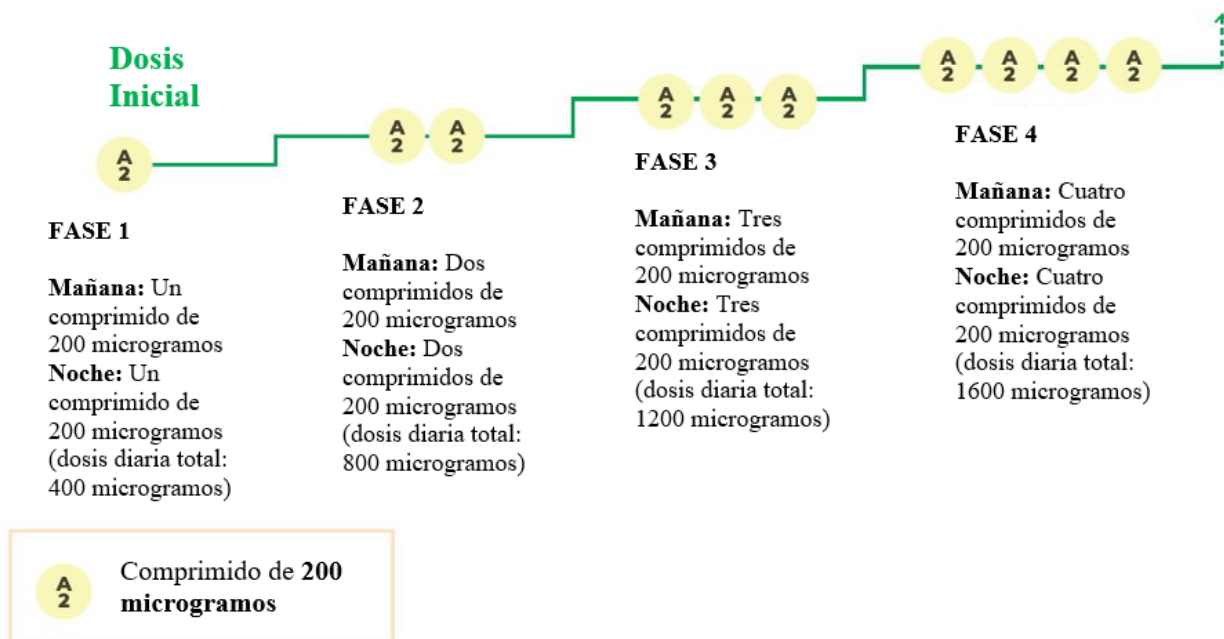 Dosis
Inicial
A
2
FASE 1
Mañana: Un
comprimido de
200 microgramos
Noche: Un
comprimido de
200 microgramos
(dosis diaria total:
400 microgramos)
A A
2 2
FASE 2
Mañana: Dos
comprimidos de
200 microgramos
Noche: Dos
comprimidos de
200 microgramos
(dosis diaria total:
800 microgramos)
A A A
2 2 2
FASE 3
Mañana: Tres
comprimidos de
200 microgramos
Noche: Tres
comprimidos de
200 microgramos
(dosis diaria total:
1200 microgramos)
A A A A
2 2 2 2
FASE 4
Mañana: Cuatro
comprimidos de
200 microgramos
Noche: Cuatro
comprimidos de
200 microgramos
(dosis diaria total:
1600 microgramos)
A
2
Comprimido de 200
microgramos